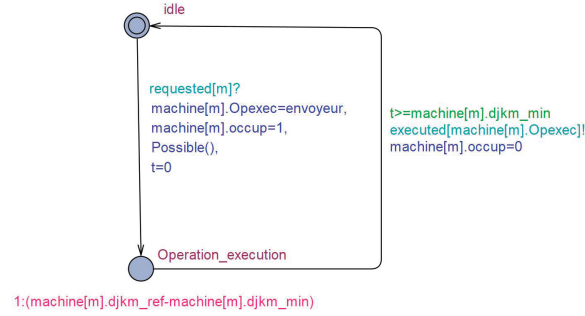 idle
requested[m]?
machine[m].Opexec=envoyeur,
machine[m].occup=1,
Possible(),
t=0
t>=machine[m].djkm_min
executed[machine[m].Opexec]!
machine[m].occup=0
Operation_execution
1:(machine[m].djkm_ref-machine[m].djkm_min)